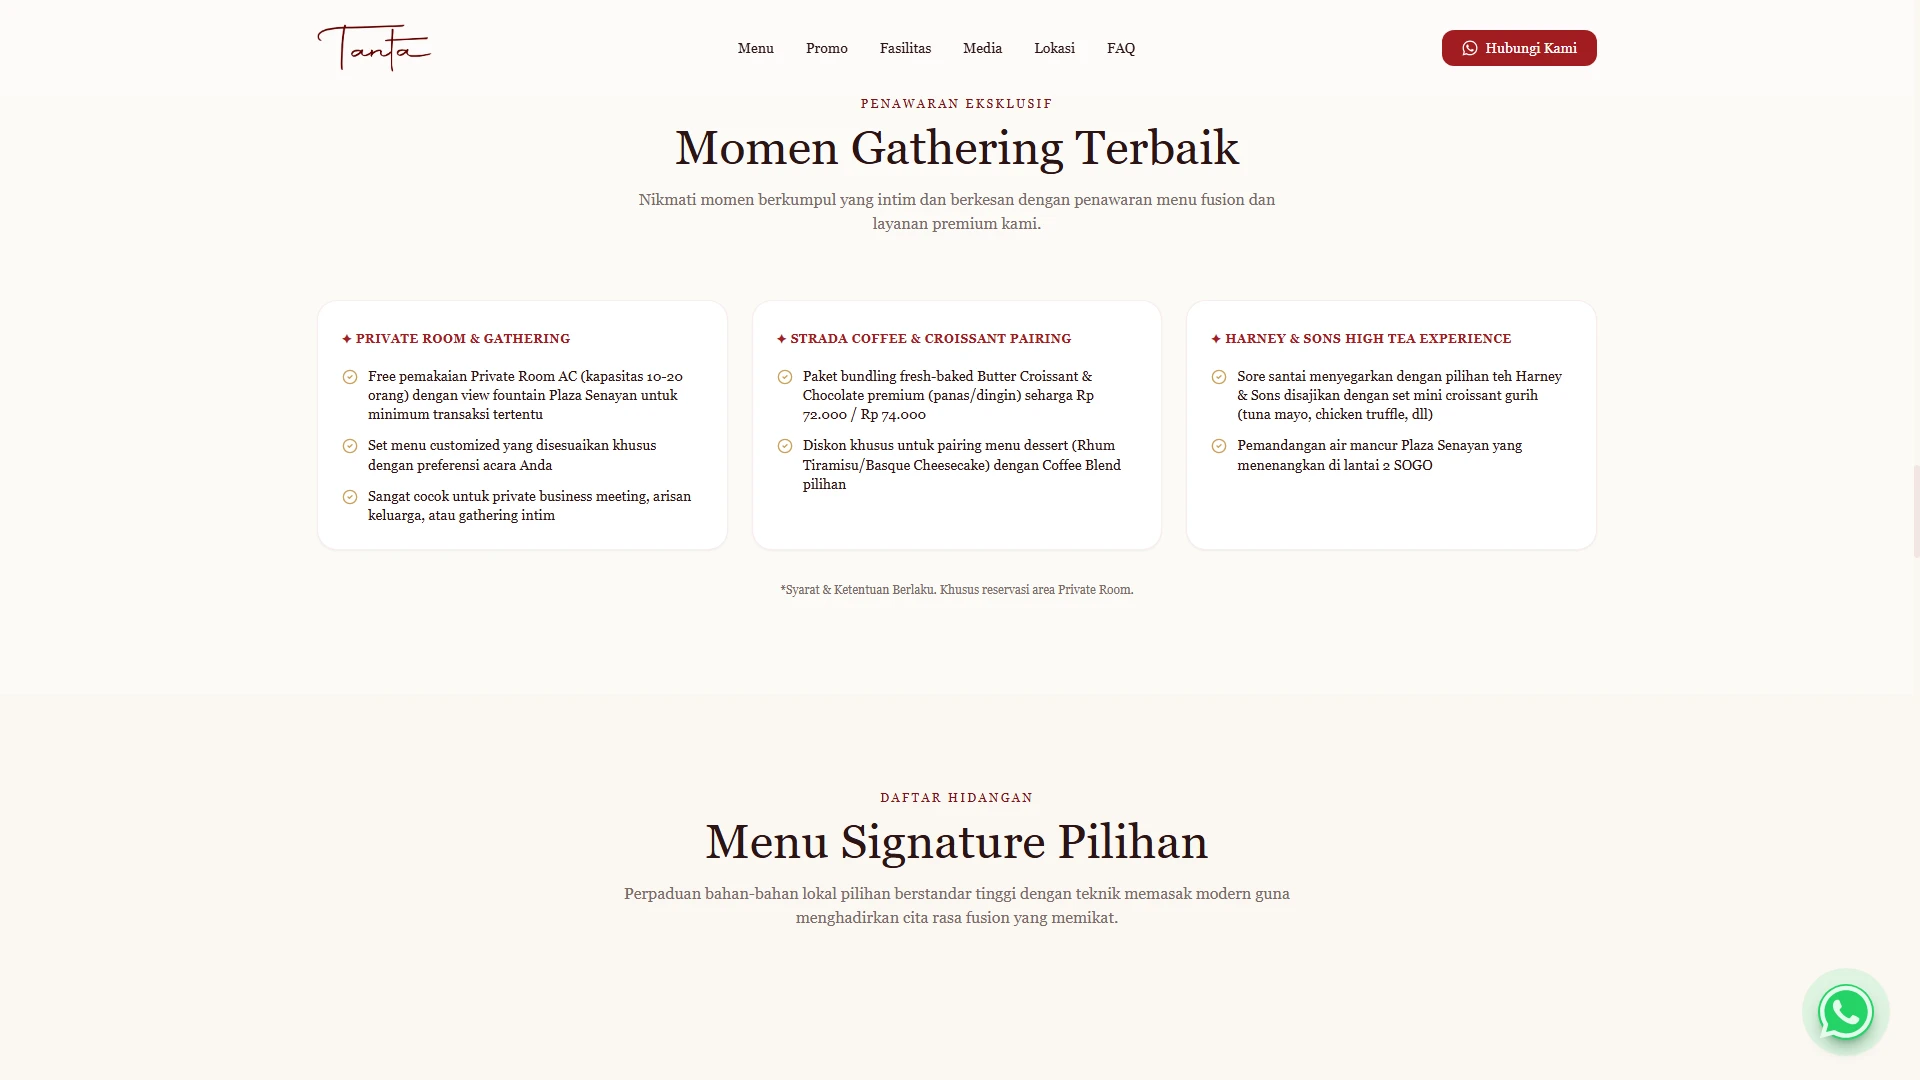 Tanta
Menu
Promo
Fasilitas
Media
Lokasi
FAQ
Hubungi Kami
PENAWARAN EKSKLUSIF
Momen Gathering Terbaik
Nikmati momen berkumpul yang intim dan berkesan dengan penawaran menu fusion dan
layanan premium kami.
✦ PRIVATE ROOM & GATHERING
Free pemakaian Private Room AC (kapasitas 10-20
orang) dengan view fountain Plaza Senayan untuk
minimum transaksi tertentu
Set menu customized yang disesuaikan khusus
dengan preferensi acara Anda
Sangat cocok untuk private business meeting, arisan
keluarga, atau gathering intim
✦ STRADA COFFEE & CROISSANT PAIRING
Paket bundling fresh-baked Butter Croissant &
Chocolate premium (panas/dingin) seharga Rp
72.000 / Rp 74.000
Diskon khusus untuk pairing menu dessert (Rhum
Tiramisu/Basque Cheesecake) dengan Coffee Blend
pilihan
✦ HARNEY & SONS HIGH TEA EXPERIENCE
Sore santai menyegarkan dengan pilihan teh Harney
& Sons disajikan dengan set mini croissant gurih
(tuna mayo, chicken truffle, dll)
Pemandangan air mancur Plaza Senayan yang
menenangkan di lantai 2 SOGO
*Syarat & Ketentuan Berlaku. Khusus reservasi area Private Room.
DAFTAR HIDANGAN
Menu Signature Pilihan
Perpaduan bahan-bahan lokal pilihan berstandar tinggi dengan teknik memasak modern guna
menghadirkan cita rasa fusion yang memikat.